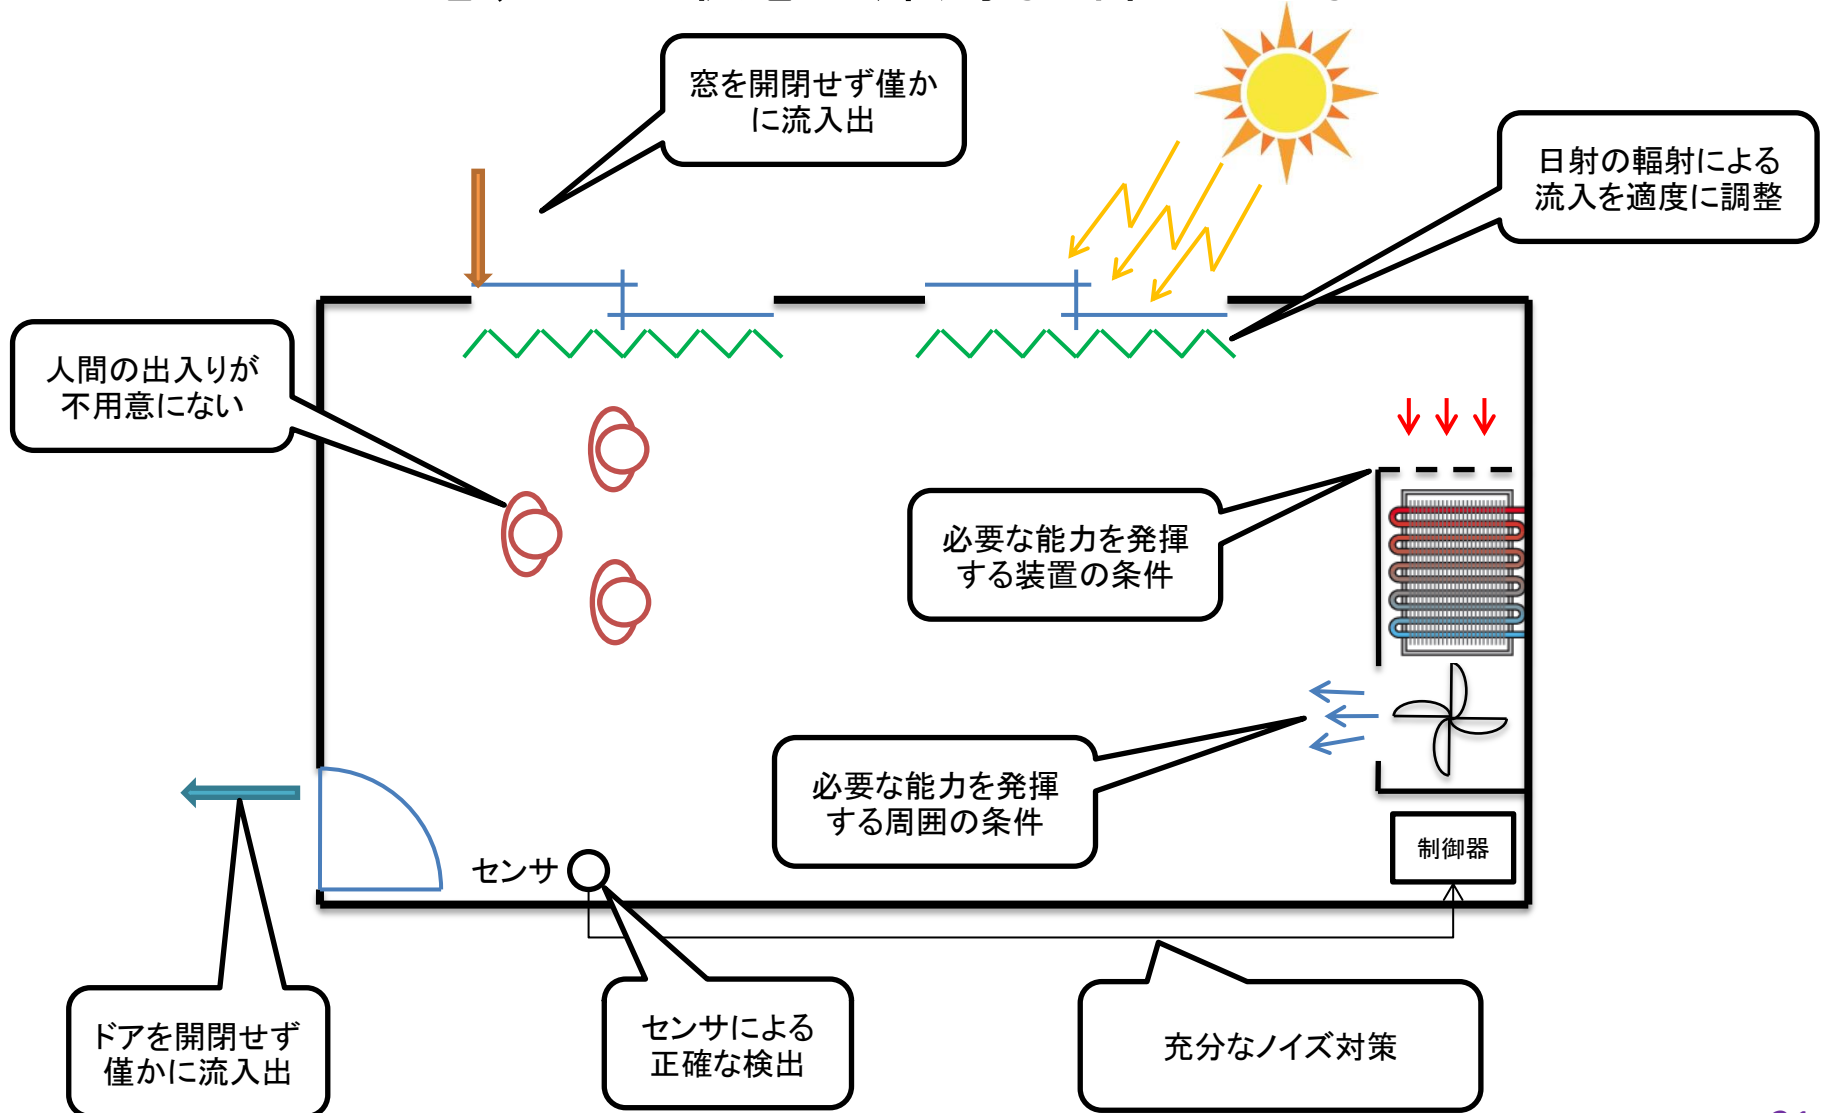 窓を開閉せず僅か
に流入出
日射の輻射による
流入を適度に調整
人間の出入りが
不用意にない
必要な能力を発揮
する装置の条件
必要な能力を発揮
する周囲の条件
制御器
センサ
ドアを開閉せず
僅かに流入出
センサによる
正確な検出
充分なノイズ対策